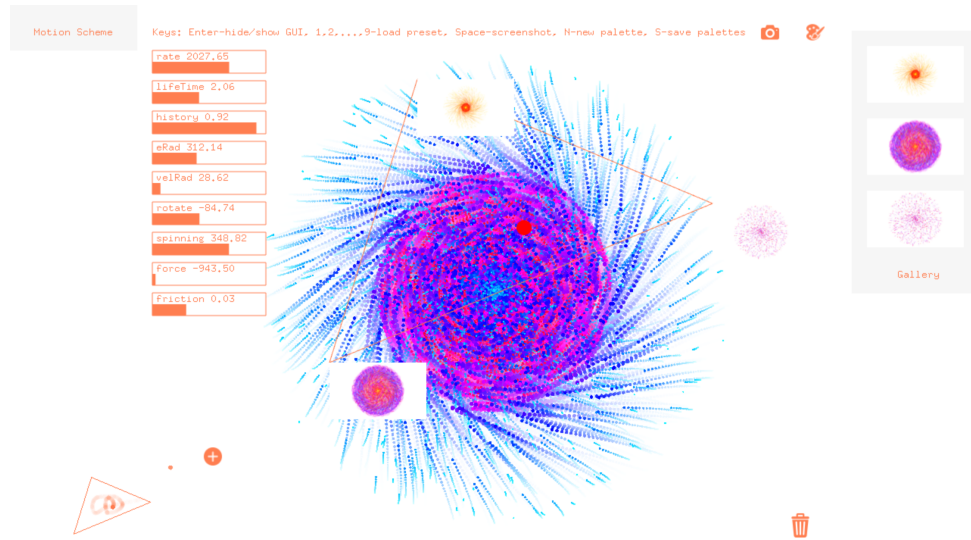 Motion Scheme
Keys: Enter-hide/show GUI, 1,2,...,9-load preset, Space-screenshot, N-new palette, S-save palettes
rate 2027.65
lifeTime 2.06
history 0.92
eRad 312.14
velRad 28.62
rotate -84.74
spinning 348.82
force -943.50
friction 0.03
Gallery